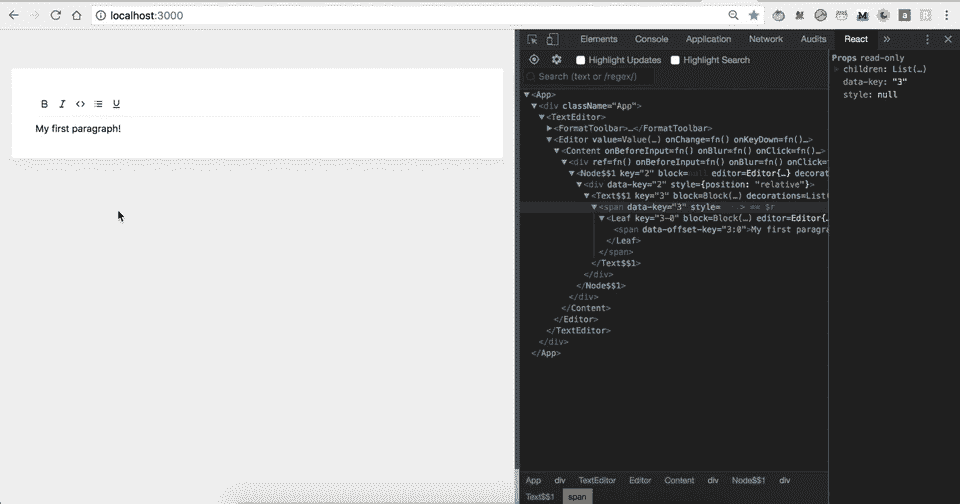 localhost:3000
Elements Console Application Network Audits React »
Highlight Updates Highlight Search
Search (text or /regex/)
B I <> U
My first paragraph!
<App>
<div className="App">
<TextEditor>
<FormatToolbar>…</FormatToolbar>
<Editor value=Value(…) onChange=fn() onKeyDown=fn()…
<Content onBeforeInput=fn() onBlur=fn() onClick=fn()…>
<div ref=fn() onBeforeInput=fn() onBlur=fn() onClick=
<Node$$1 key="2" block=null editor=Editor{…} decorat
<div data-key="2" style={position: "relative"}>
<Text$$1 key="3" block=Block(…) decorations=List(
<span data-key="3" style= …> == $r
<Leaf key="3-0" block=Block(…) editor=Editor{…
<span data-offset-key="3:0">My first paragra
</Leaf>
</span>
</Text$$1>
</div>
</Node$$1>
</div>
</Content>
</Editor>
</TextEditor>
</div>
</App>
Props read-only
children: List(…)
data-key: "3"
style: null
App div TextEditor Editor Content div Node$$1 div
Text$$1 span